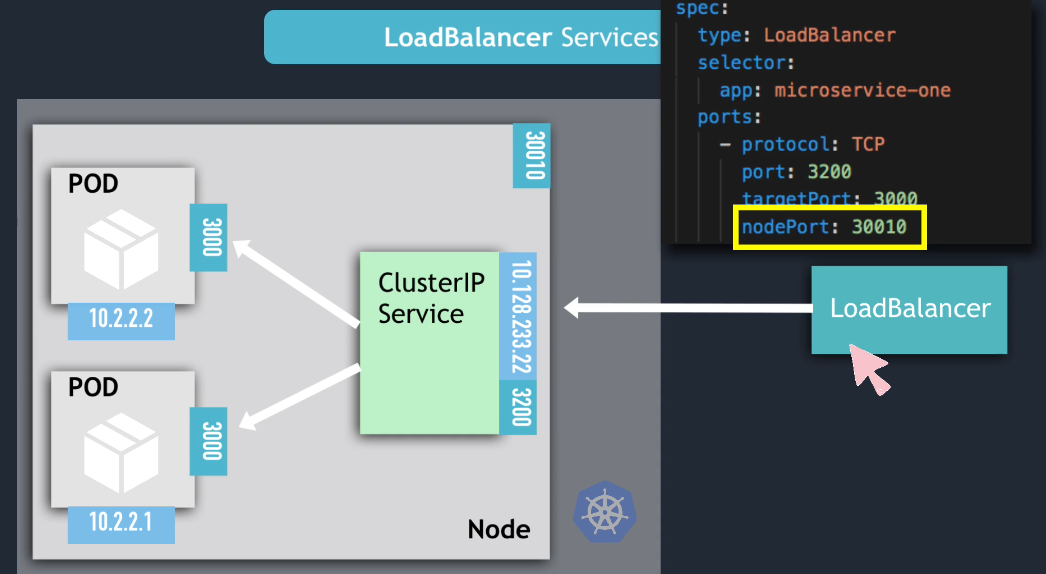 LoadBalancer Services
spec:
type: LoadBalancer
selector:
app: microservice-one
ports:
- protocol: TCP
port: 3200
targetPort: 3000
nodePort: 30010
30010
POD
3000
10.2.2.2
ClusterIP
Service
10.128.233.22
3200
LoadBalancer
POD
3000
10.2.2.1
Node